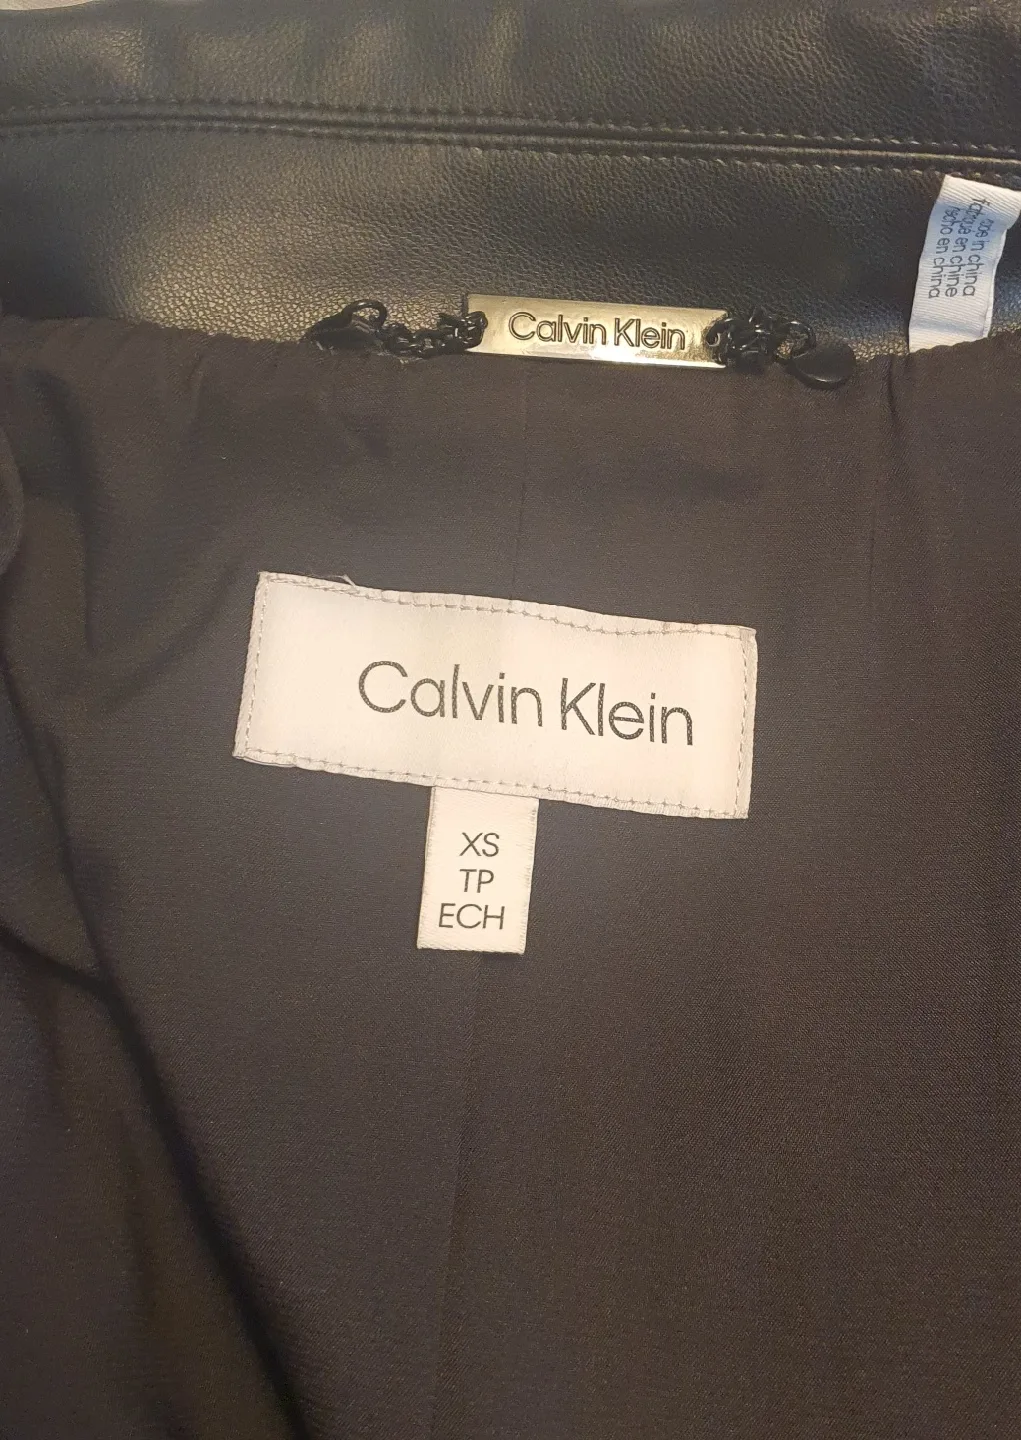 made in china
fabriqué en chine
hecho en china
Calvin Klein
Calvin Klein
XS
TP
ECH